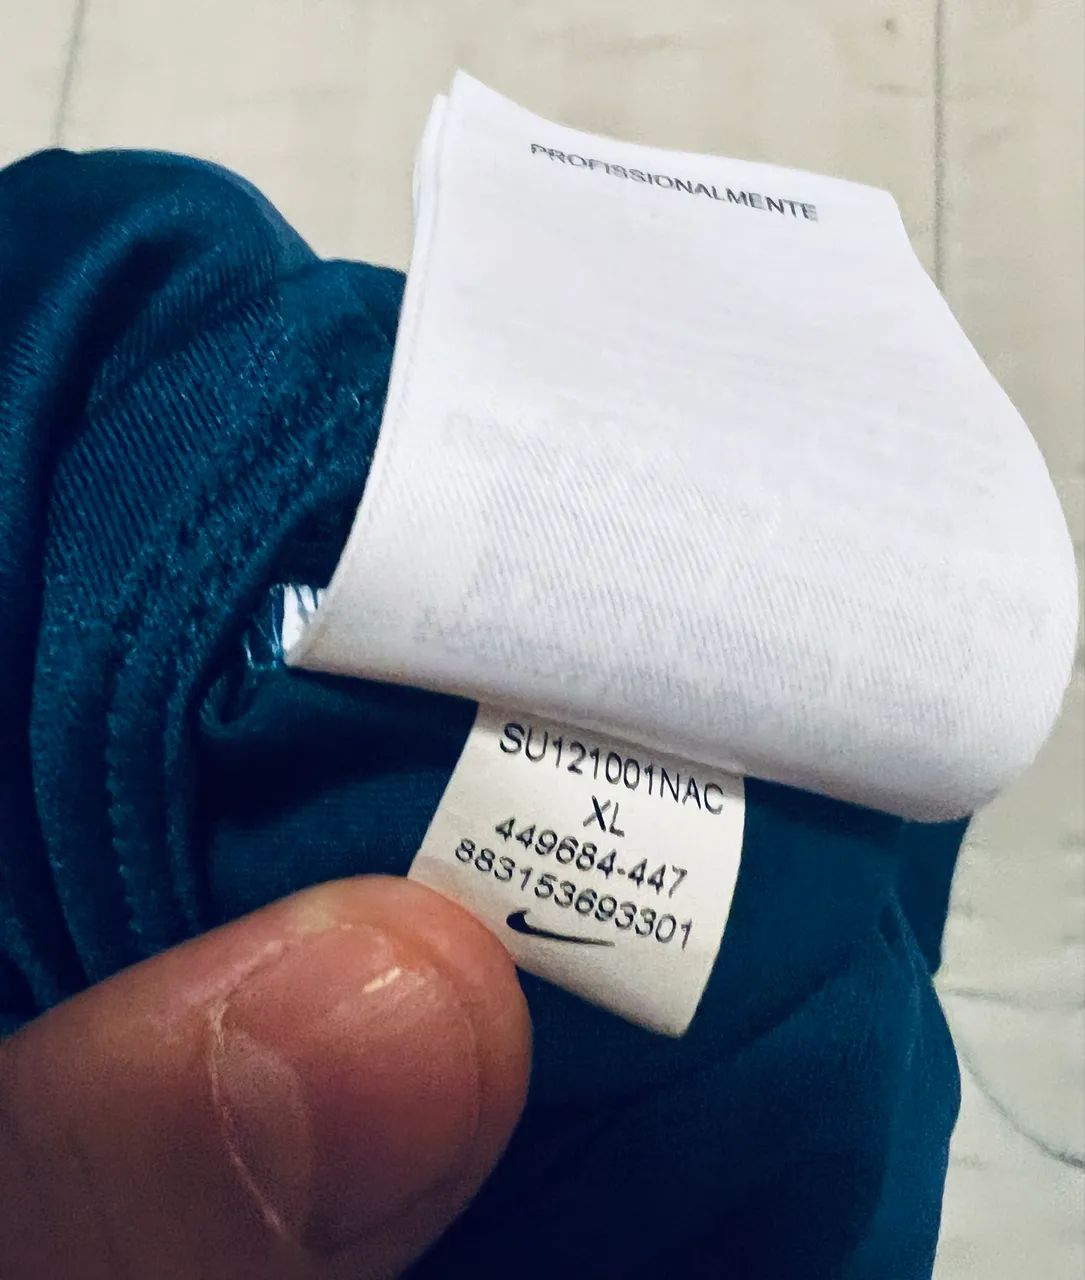 PROFISSIONALMENTE
SU121001NAC
XL
449684-447
883153693301